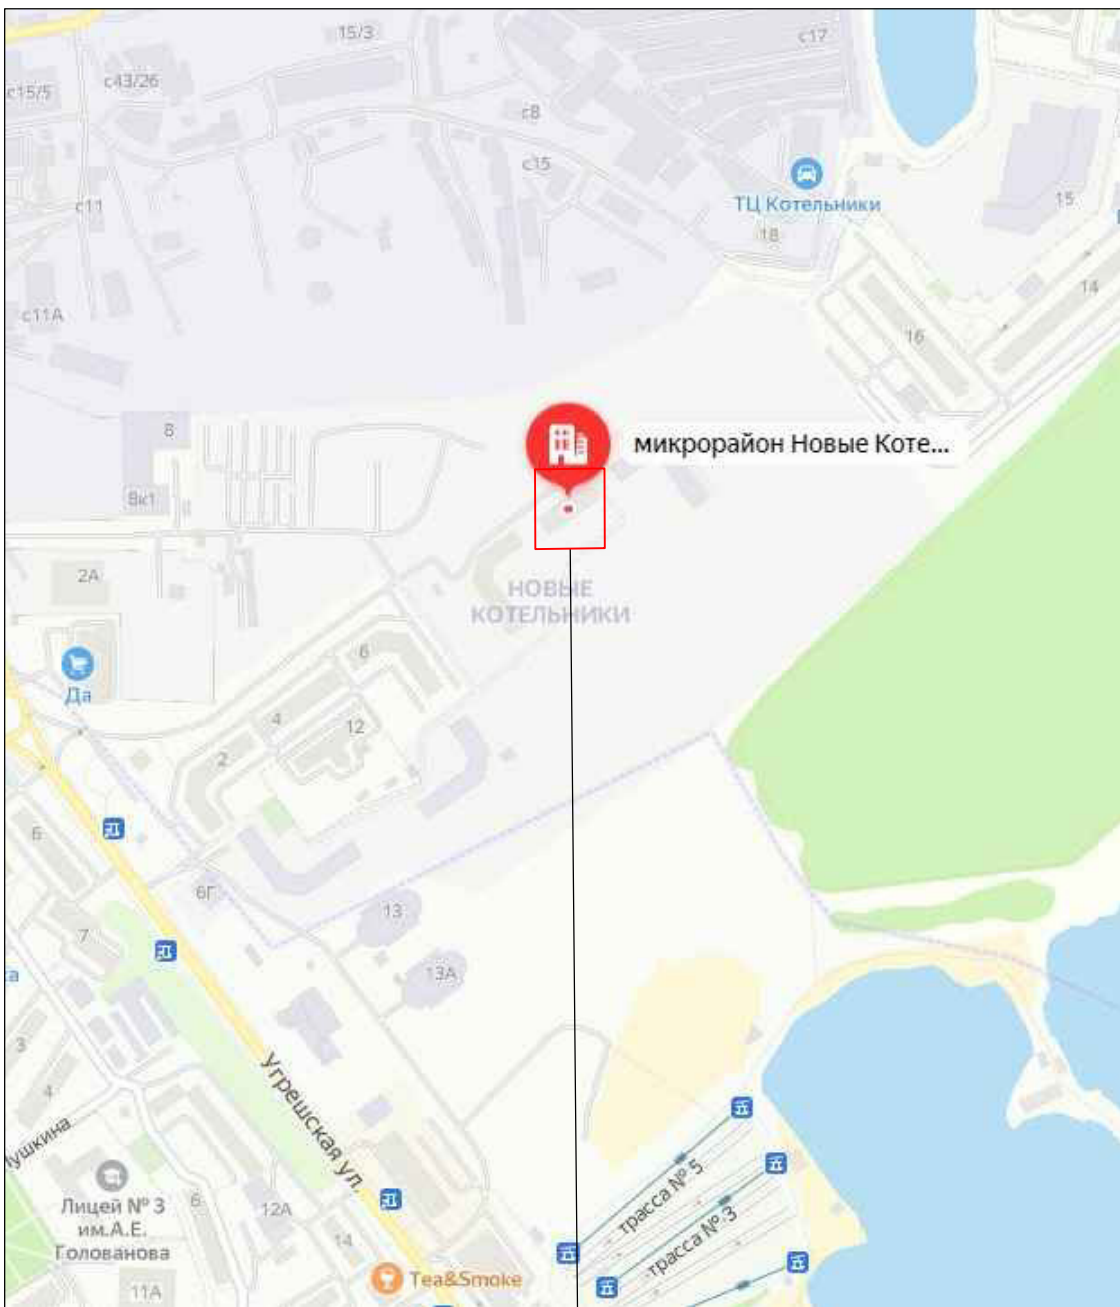 15/3
с17
с43/26
с15/5
с8
с15
ТЦ Котельники
15
с11
18
14
с11А
16
8
микрорайон Новые Коте...
8к1
2А
НОВЫЕ
КОТЕЛЬНИКИ
Да
6
4
12
2
6
6Г
13
7
13А
3
4
Угрешская ул.
Лицей № 3
им.А.Е.
Голованова
6
12А
14
11А
трасса № 5
трасса № 3
Tea&Smoke